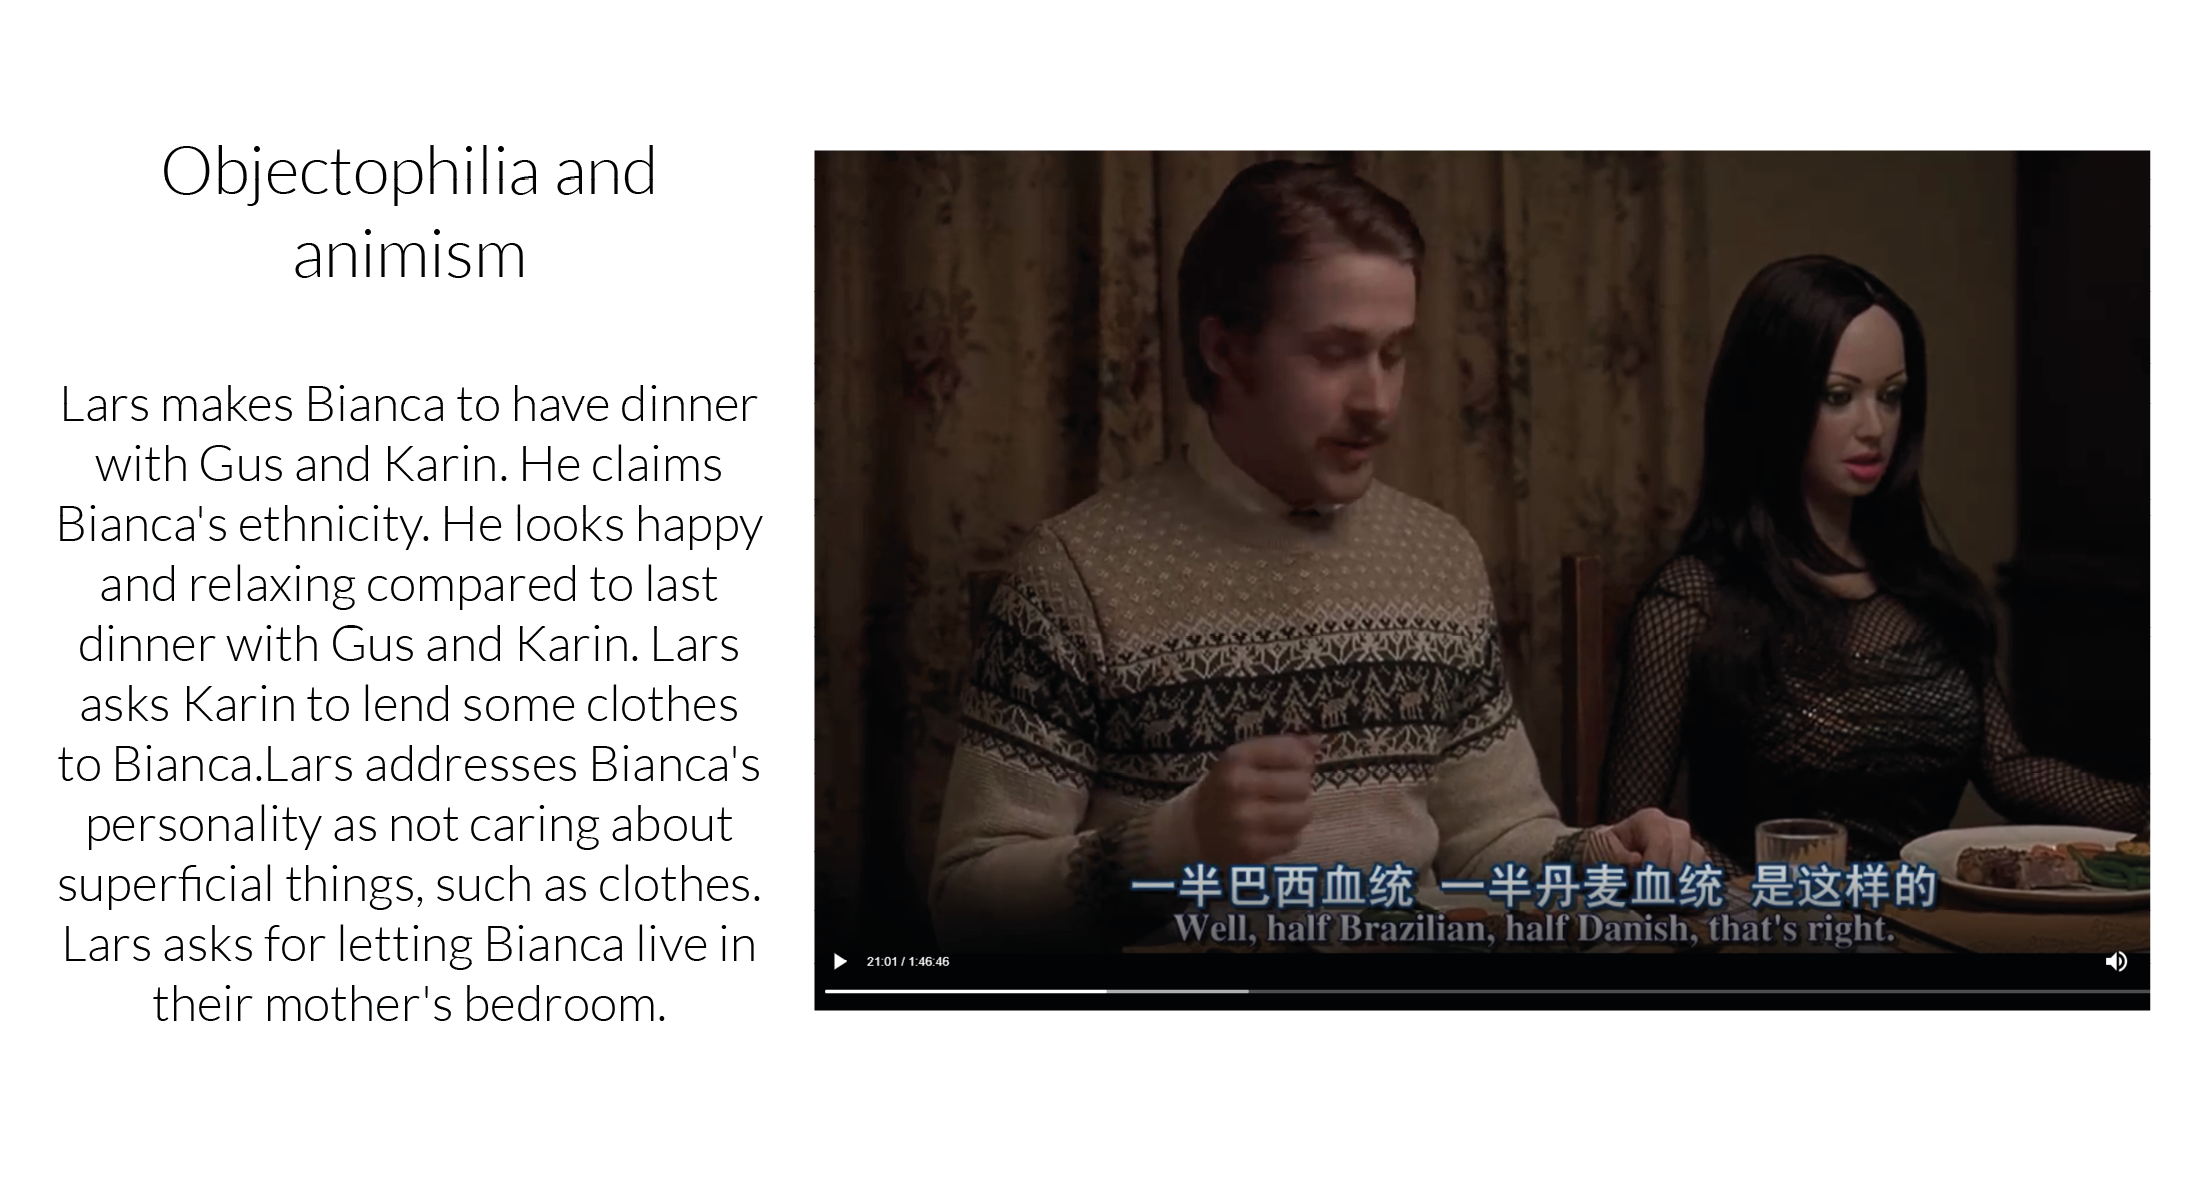 Objectophilia and
animism
Lars makes Bianca to have dinner
with Gus and Karin. He claims
Bianca's ethnicity. He looks happy
and relaxing compared to last
dinner with Gus and Karin. Lars
asks Karin to lend some clothes
to Bianca.Lars addresses Bianca's
personality as not caring about
superficial things, such as clothes.
Lars asks for letting Bianca live in
their mother's bedroom.
一半巴西血统 一半丹麦血统 是这样的
Well, half Brazilian, half Danish, that's right.
21:01 / 1:46:46